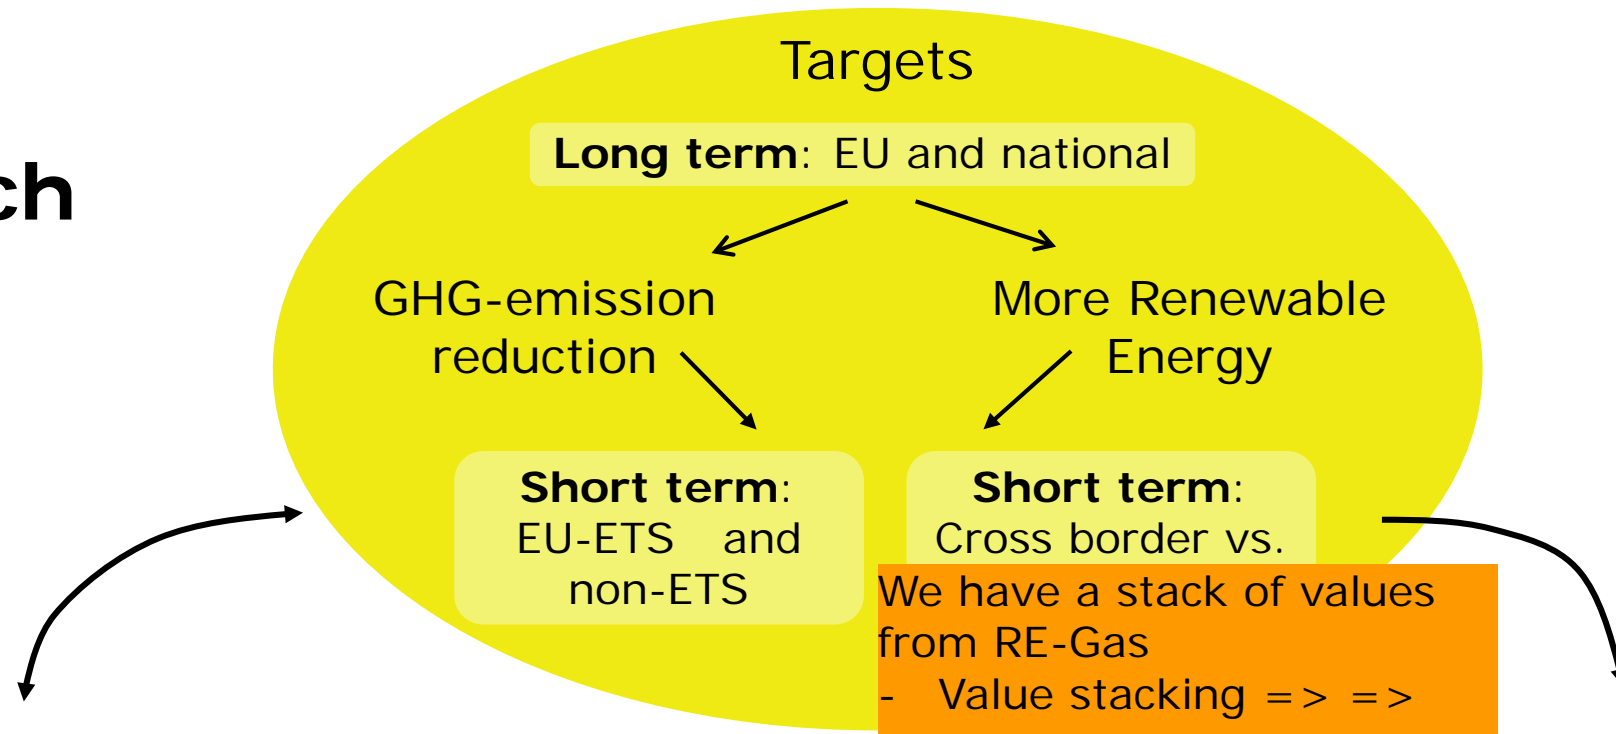 Targets
Long term: EU and national
ch
GHG-emission
reduction
More Renewable
Energy
Short term:
EU-ETS and
non-ETS
Short term:
Cross border vs.
We have a stack of values
from RE-Gas
- Value stacking => =>